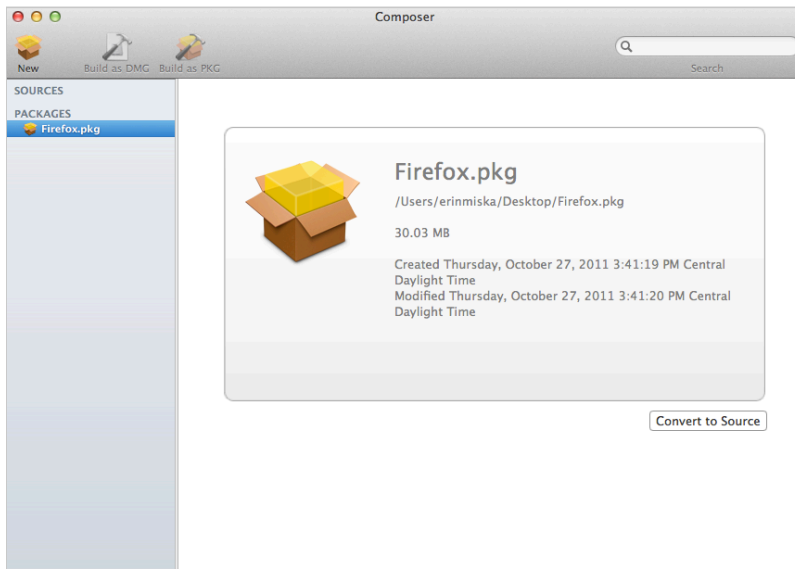 Composer
New
Build as DMG
Build as PKG
Search
SOURCES
PACKAGES
Firefox.pkg
Firefox.pkg
/Users/erinmiska/Desktop/Firefox.pkg
30.03 MB
Created Thursday, October 27, 2011 3:41:19 PM Central
Daylight Time
Modified Thursday, October 27, 2011 3:41:20 PM Central
Daylight Time
Convert to Source